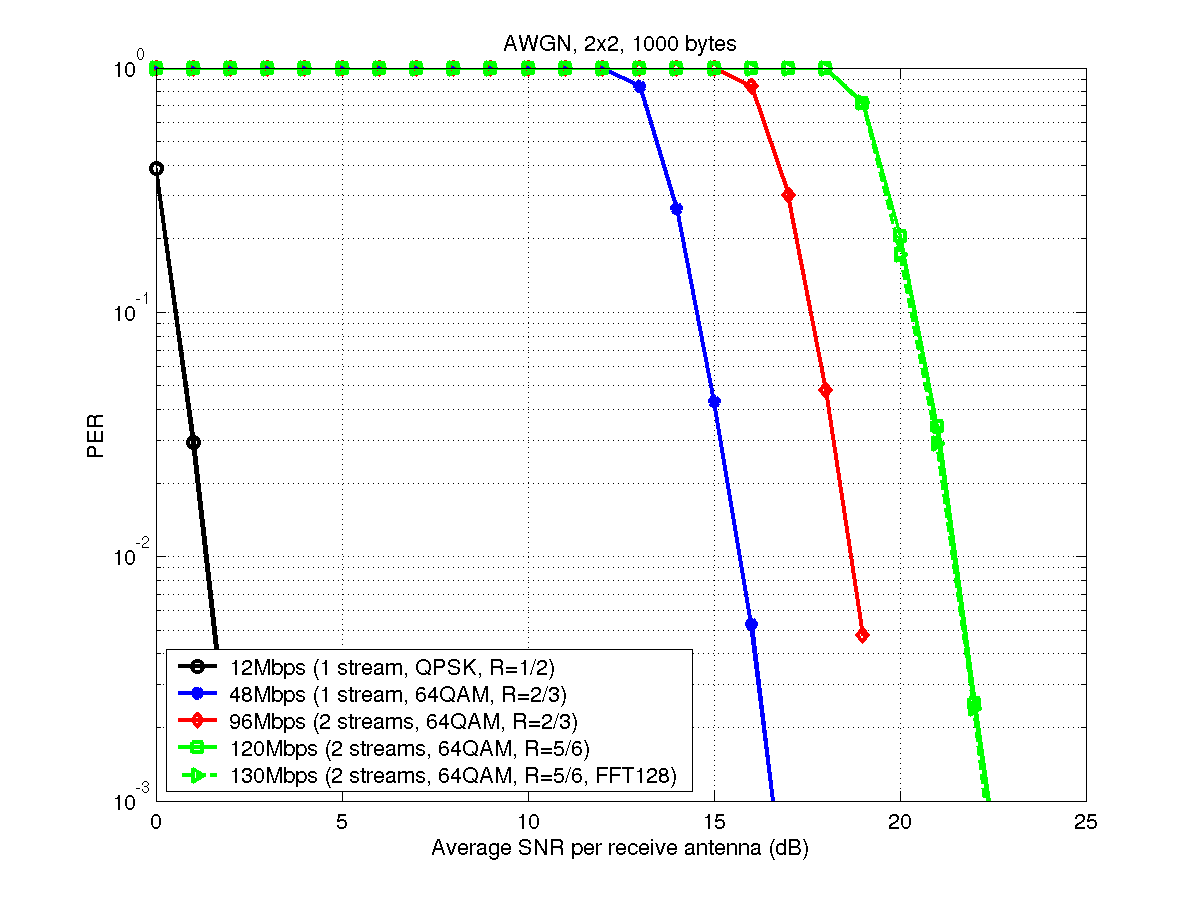 AWGN, 2x2, 1000 bytes
10^0
10^-1
10^-2
10^-3
PER
12Mbps (1 stream, QPSK, R=1/2)
48Mbps (1 stream, 64QAM, R=2/3)
96Mbps (2 streams, 64QAM, R=2/3)
120Mbps (2 streams, 64QAM, R=5/6)
130Mbps (2 streams, 64QAM, R=5/6, FFT128)
0 5 10 15 20 25
Average SNR per receive antenna (dB)